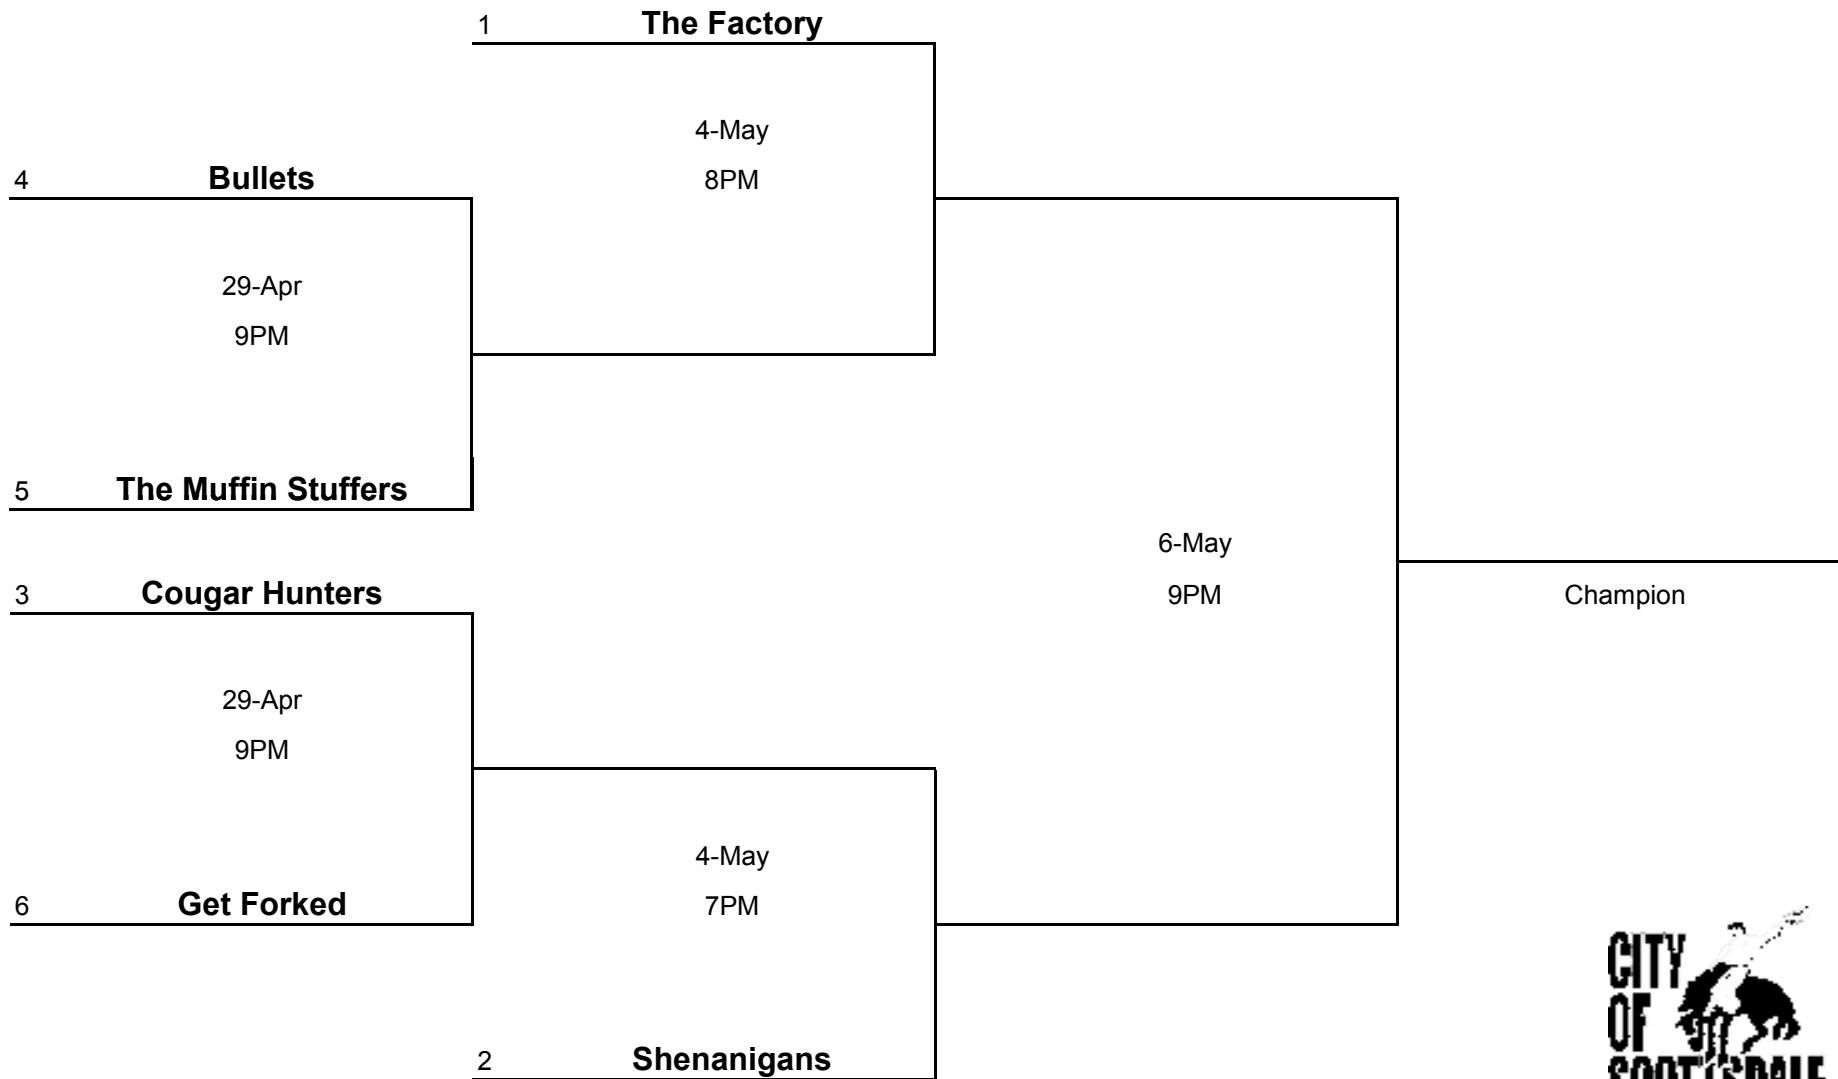 1 The Factory
4-May
4 Bullets
8PM
29-Apr
9PM
5 The Muffin Stuffers
6-May
3 Cougar Hunters
9PM
Champion
29-Apr
9PM
4-May
6 Get Forked
7PM
CITY
OF
SCOTTSDALE
2 Shenanigans